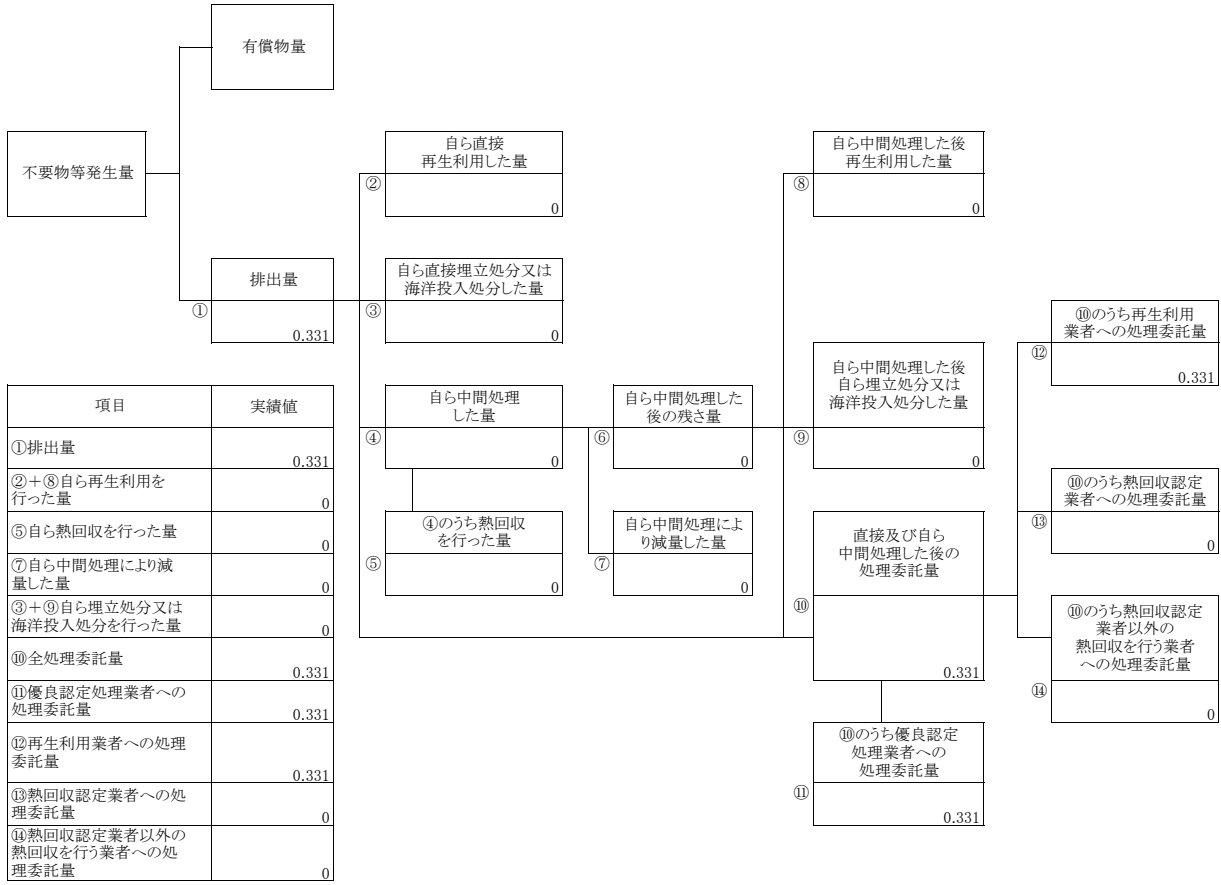 有償物量
不要物等発生量
自ら直接
再生利用した量
②
0
自ら中間処理した後
再生利用した量
⑧
0
排出量
①
0.331
自ら直接埋立処分又は
海洋投入処分した量
③
0
⑩のうち再生利用
業者への処理委託量
⑫
0.331
自ら中間処理した後
自ら埋立処分又は
海洋投入処分した量
⑨
0
自ら中間処理
した量
④
0
自ら中間処理した
後の残さ量
⑥
0
⑩のうち熱回収認定
業者への処理委託量
⑬
0
④のうち熱回収
を行った量
⑤
0
自ら中間処理によ
り減量した量
⑦
0
直接及び自ら
中間処理した後の
処理委託量
⑩
0.331
⑩のうち熱回収認定
業者以外の
熱回収を行う業者
への処理委託量
⑭
0
⑩のうち優良認定
処理業者への
処理委託量
⑪
0.331
項目
実績値
①排出量
0.331
②+⑧自ら再生利用を
行った量
0
⑤自ら熱回収を行った量
0
⑦自ら中間処理により減
量した量
0
③+⑨自ら埋立処分又は
海洋投入処分を行った量
0
⑩全処理委託量
0.331
⑪優良認定処理業者への
処理委託量
0.331
⑫再生利用業者への処理
委託量
0.331
⑬熱回収認定業者への処
理委託量
0
⑭熱回収認定業者以外の
熱回収を行う業者への処
理委託量
0